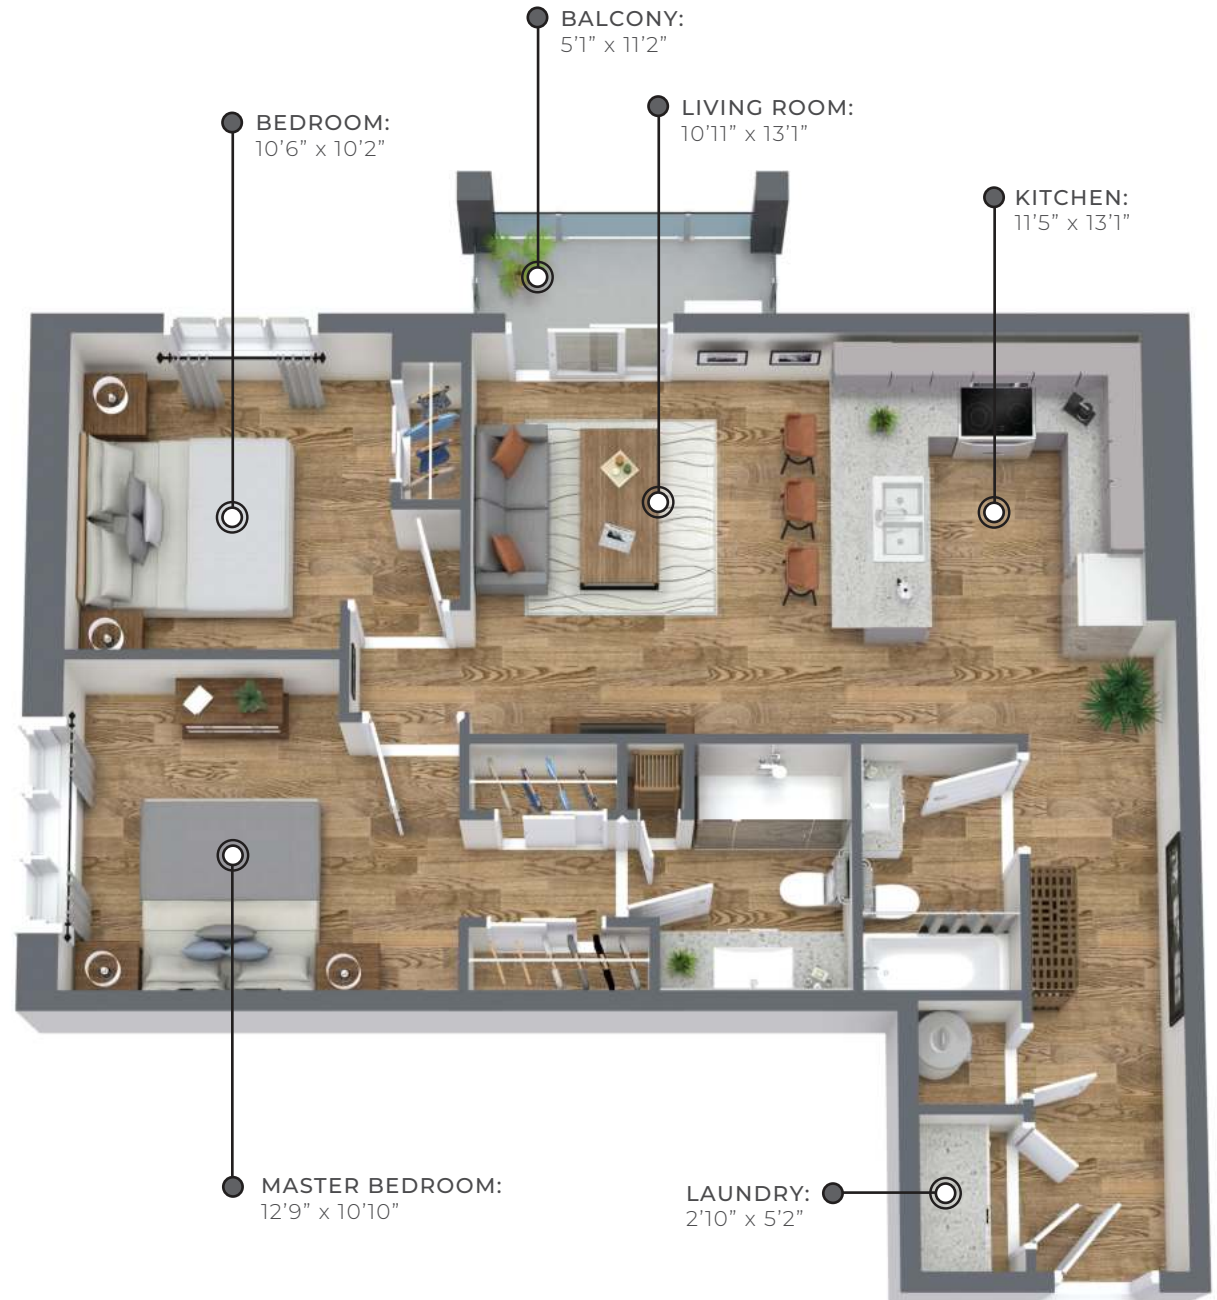 BALCONY:
5’1” x 11’2”
LIVING ROOM:
10’11” x 13’1”
BEDROOM:
10’6” x 10’2”
KITCHEN:
11’5” x 13’1”
MASTER BEDROOM:
12’9” x 10’10”
LAUNDRY:
2’10” x 5’2”